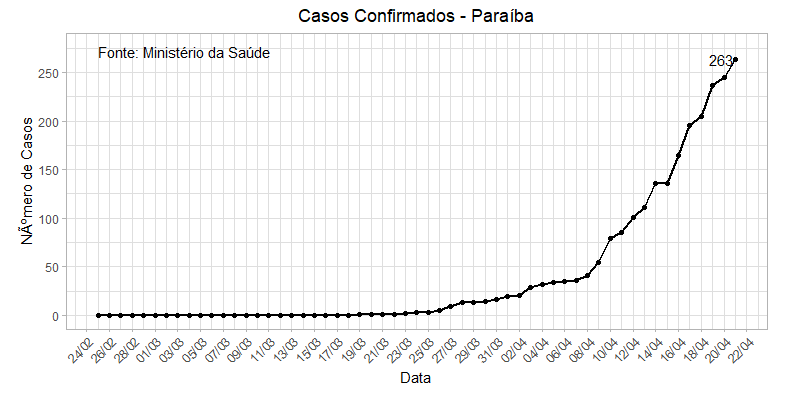 Casos Confirmados - Paraíba
Fonte: Ministério da Saúde
263
NÃºmero de Casos
250
200
150
100
50
0
24/02 26/02 28/02 01/03 03/03 05/03 07/03 09/03 11/03 13/03 15/03 17/03 19/03 21/03 23/03 25/03 27/03 29/03 31/03 02/04 04/04 06/04 08/04 10/04 12/04 14/04 16/04 18/04 20/04 22/04
Data